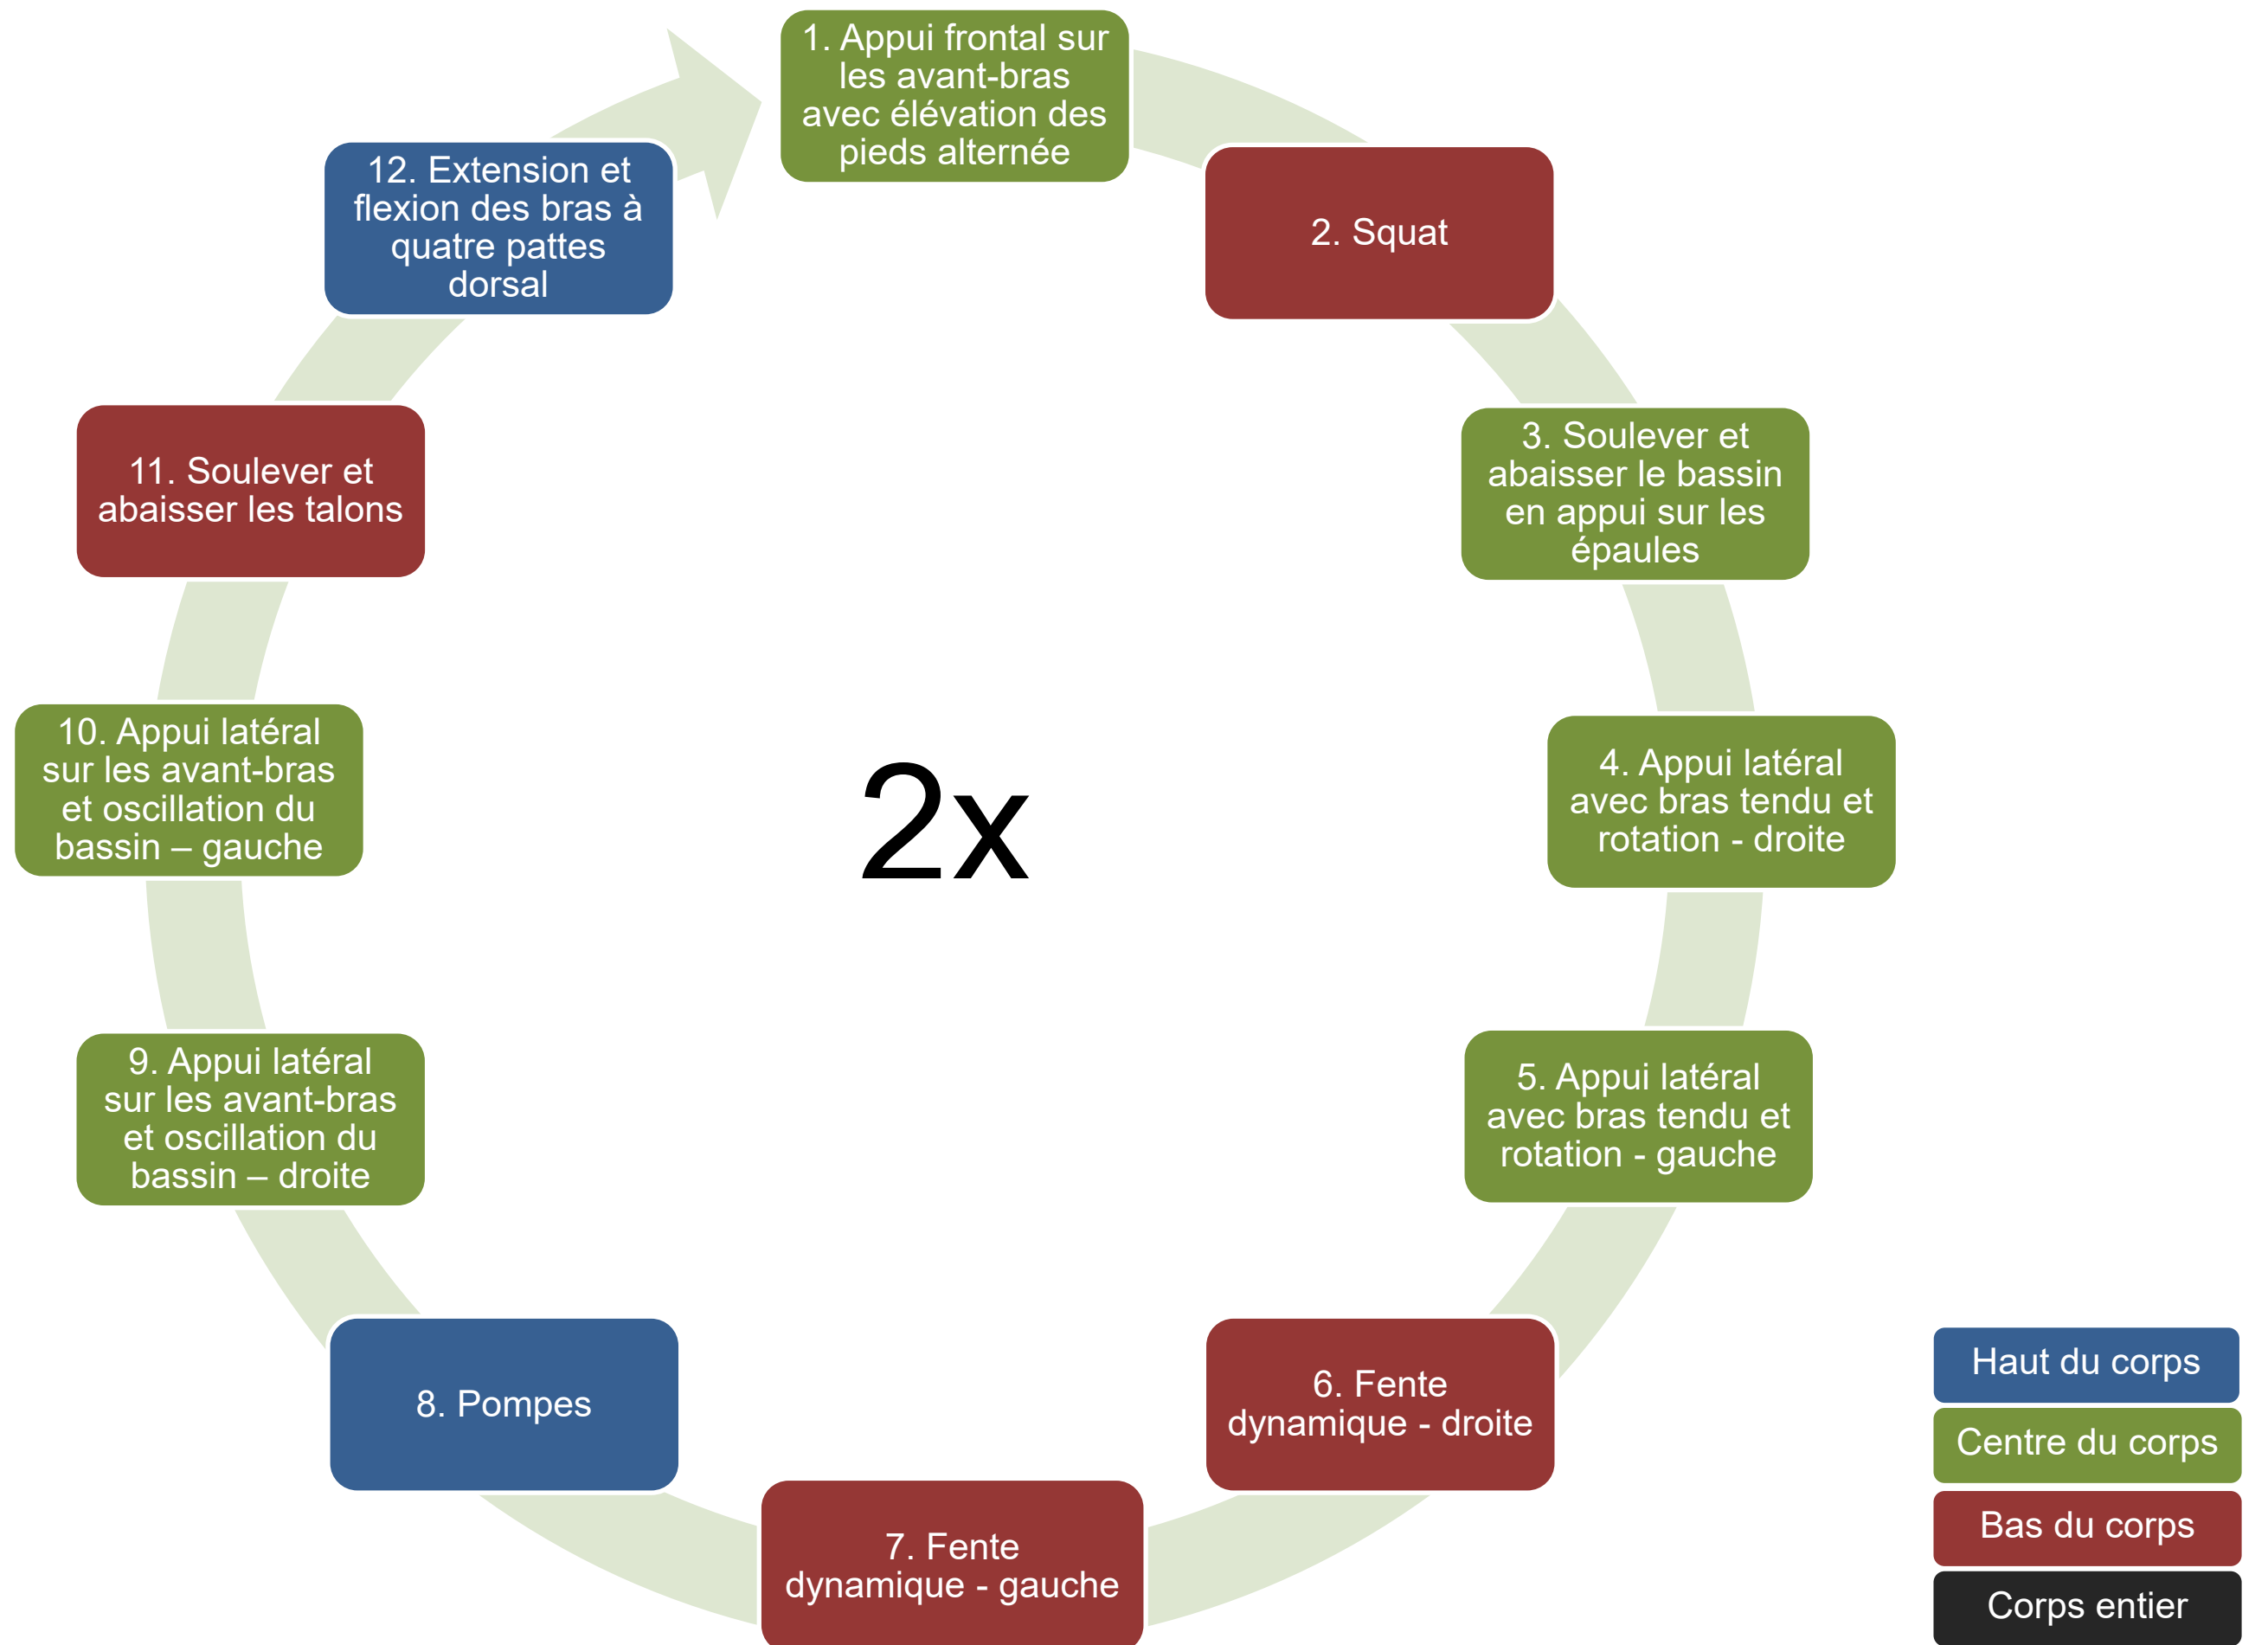 1. Appui frontal sur
les avant-bras
avec élévation des
pieds alternée
2. Squat
3. Soulever et
abaisser le bassin
en appui sur les
épaules
4. Appui latéral
avec bras tendu et
rotation - droite
5. Appui latéral
avec bras tendu et
rotation - gauche
6. Fente
dynamique - droite
7. Fente
dynamique - gauche
8. Pompes
9. Appui latéral
sur les avant-bras
et oscillation du
bassin – droite
10. Appui latéral
sur les avant-bras
et oscillation du
bassin – gauche
11. Soulever et
abaisser les talons
12. Extension et
flexion des bras à
quatre pattes
dorsal
2x
Haut du corps
Centre du corps
Bas du corps
Corps entier